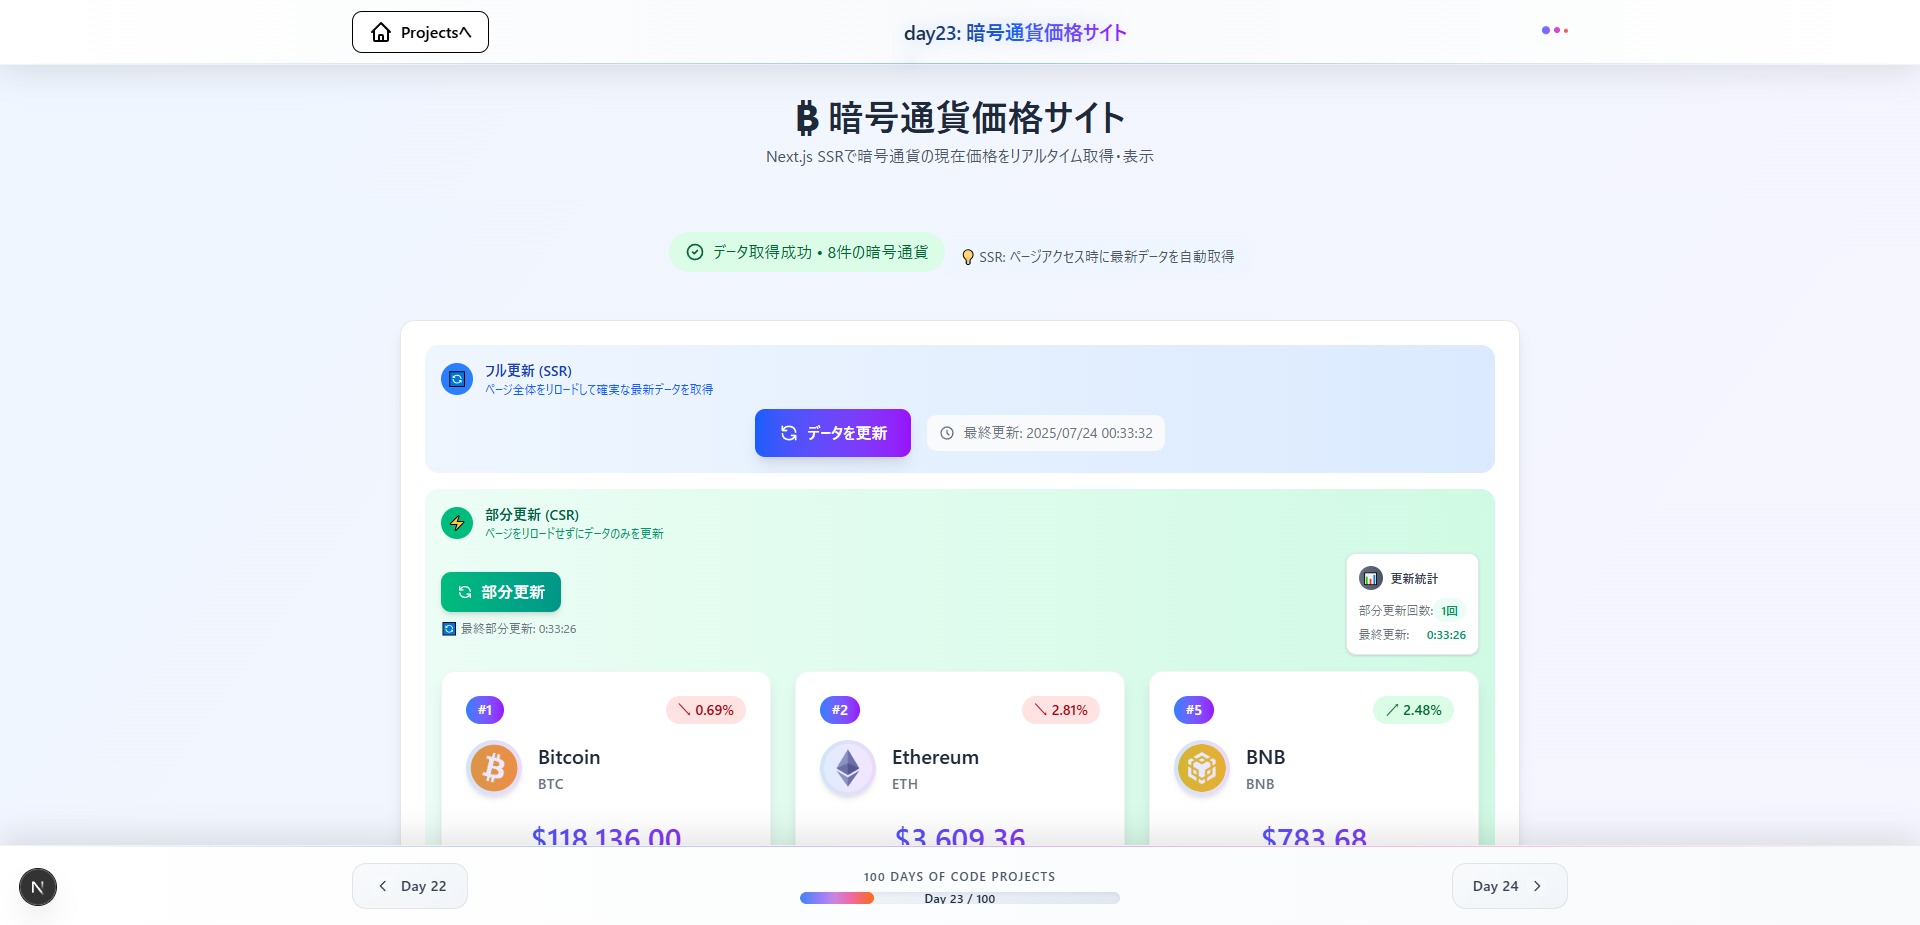 Projectsへ
day23: 暗号通貨価格サイト
暗号通貨価格サイト
Next.js SSRで暗号通貨の現在価格をリアルタイム取得・表示
データ取得成功 • 8件の暗号通貨
SSR: ページアクセス時に最新データを自動取得
フル更新 (SSR)
ページ全体をリロードして確実な最新データを取得
データを更新
最終更新: 2025/07/24 00:33:32
部分更新 (CSR)
ページをリロードせずにデータのみを更新
部分更新
最終部分更新: 0:33:26
更新統計
部分更新回数: 1回
最終更新: 0:33:26
#1
↘ 0.69%
Bitcoin
BTC
$118,136.00
#2
↘ 2.81%
Ethereum
ETH
$3,609.36
#5
↗ 2.48%
BNB
BNB
$783.68
N
Day 22
100 DAYS OF CODE PROJECTS
Day 23 / 100
Day 24